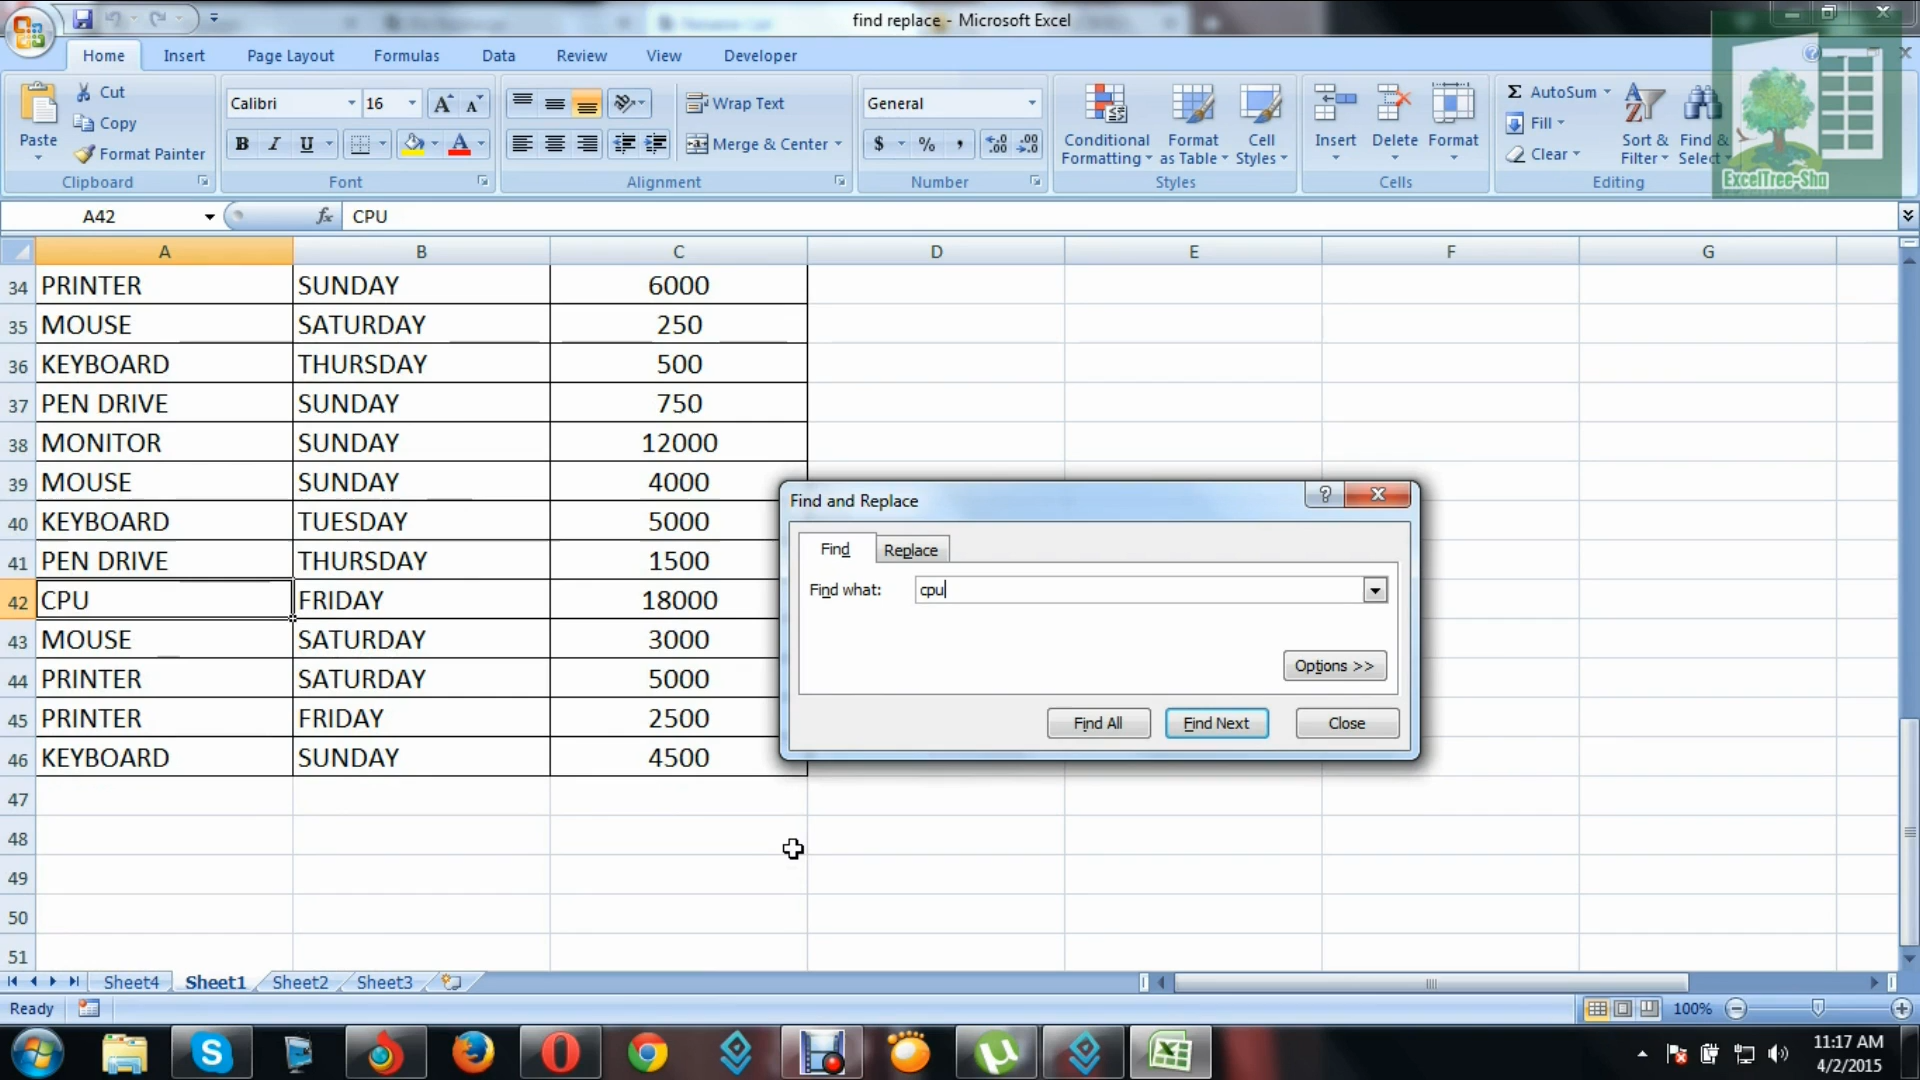 find replace - Microsoft Excel
Home Insert Page Layout Formulas Data Review View Developer
Cut
Copy
Format Painter
Paste
Clipboard
Calibri 16
B I U
Font
Wrap Text
Merge & Center
Alignment
General
$ % ,
Number
Conditional Formatting
Format as Table
Cell Styles
Styles
Insert Delete Format
Cells
Σ AutoSum
Fill
Clear
Sort & Filter
Find & Select
Editing
ExcelTree-Sha
A42 fx CPU
A B C D E F G
34 PRINTER SUNDAY 6000
35 MOUSE SATURDAY 250
36 KEYBOARD THURSDAY 500
37 PEN DRIVE SUNDAY 750
38 MONITOR SUNDAY 12000
39 MOUSE SUNDAY 4000
40 KEYBOARD TUESDAY 5000
41 PEN DRIVE THURSDAY 1500
42 CPU FRIDAY 18000
43 MOUSE SATURDAY 3000
44 PRINTER SATURDAY 5000
45 PRINTER FRIDAY 2500
46 KEYBOARD SUNDAY 4500
47
48
49
50
51
Find and Replace
Find Replace
Find what: cpu
Options >>
Find All Find Next Close
Sheet4 Sheet1 Sheet2 Sheet3
Ready 100%
11:17 AM
4/2/2015